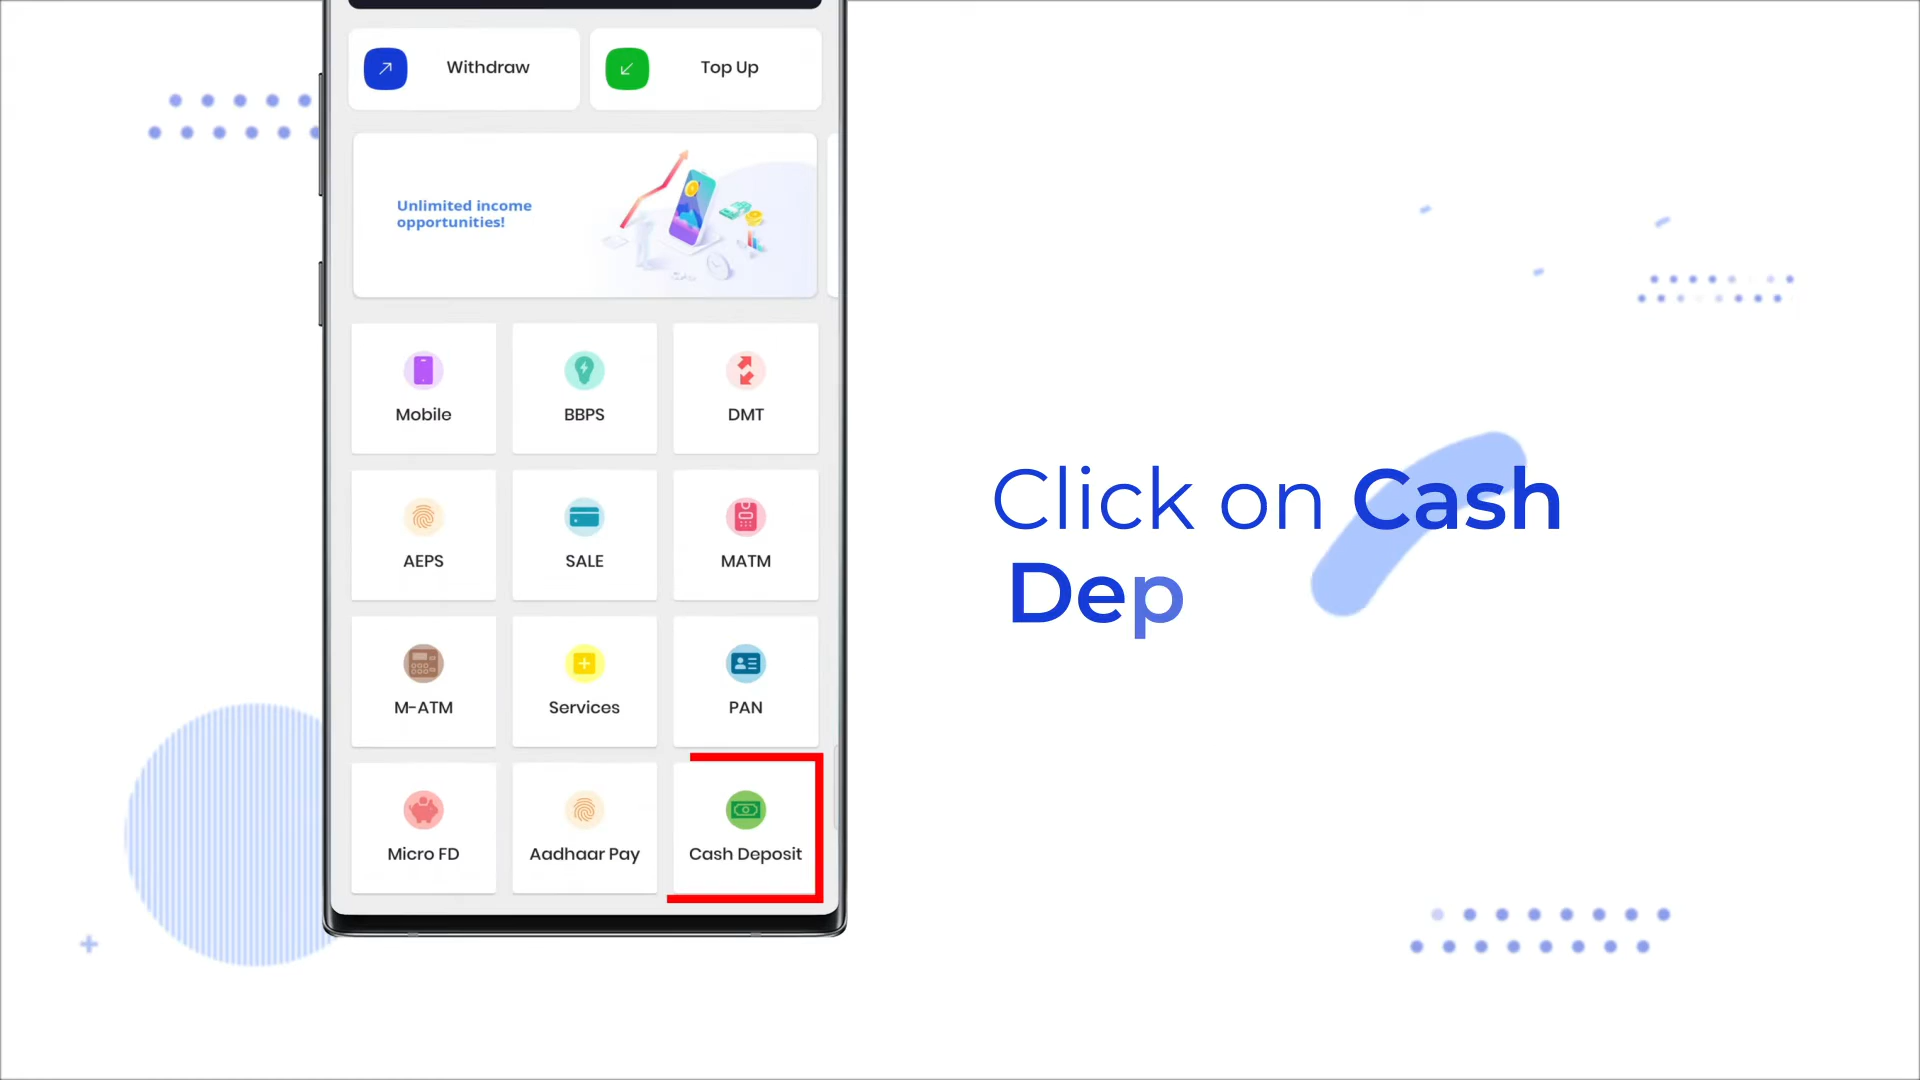 Withdraw
Top Up
Unlimited income
opportunities!
Mobile
BBPS
DMT
AEPS
SALE
MATM
M-ATM
Services
PAN
Micro FD
Aadhaar Pay
Cash Deposit
Click on Cash
Dep